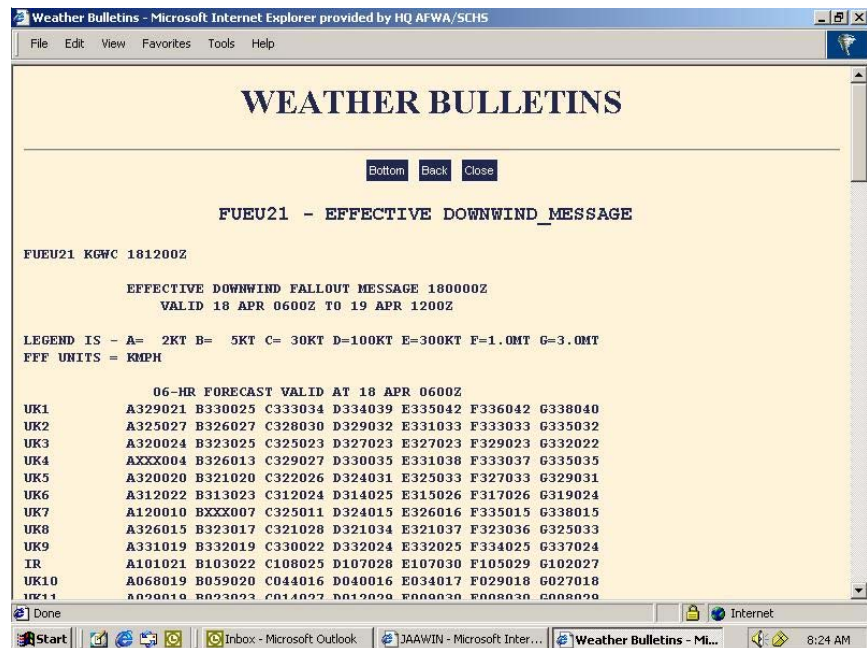 Weather Bulletins - Microsoft Internet Explorer provided by HQ AFWA/SCHS
File Edit View Favorites Tools Help
WEATHER BULLETINS
Bottom Back Close
FUEU21 - EFFECTIVE DOWNWIND_MESSAGE
FUEU21 KGWC 181200Z
EFFECTIVE DOWNWIND FALLOUT MESSAGE 180000Z
VALID 18 APR 0600Z TO 19 APR 1200Z
LEGEND IS - A= 2KT B= 5KT C= 30KT D=100KT E=300KT F=1.0MT G=3.0MT
FFF UNITS = KMPH
06-HR FORECAST VALID AT 18 APR 0600Z
UK1 A329021 B330025 C333034 D334039 E335042 F336042 G338040
UK2 A325027 B326027 C328030 D329032 E331033 F333033 G335032
UK3 A320024 B323025 C325023 D327023 E327023 F329023 G332022
UK4 AXXX004 B326013 C329027 D330035 E331038 F333037 G335035
UK5 A320020 B321020 C322026 D324031 E325033 F327033 G329031
UK6 A312022 B313023 C312024 D314025 E315026 F317026 G319024
UK7 A120010 BXXX007 C325011 D324015 E326016 F335015 G338015
UK8 A326015 B323017 C321028 D321034 E321037 F323036 G325033
UK9 A331019 B332019 C330022 D332024 E332025 F334025 G337024
IR A101021 B103022 C108025 D107028 E107030 F105029 G102027
UK10 A068019 B059020 C044016 D040016 E034017 F029018 G027018
UK11 A029019 B023023 C014027 D012029 E009030 F008030 G008029
Done Internet
Start Inbox - Microsoft Outlook JAAWIN - Microsoft Inter... Weather Bulletins - Mi... 8:24 AM